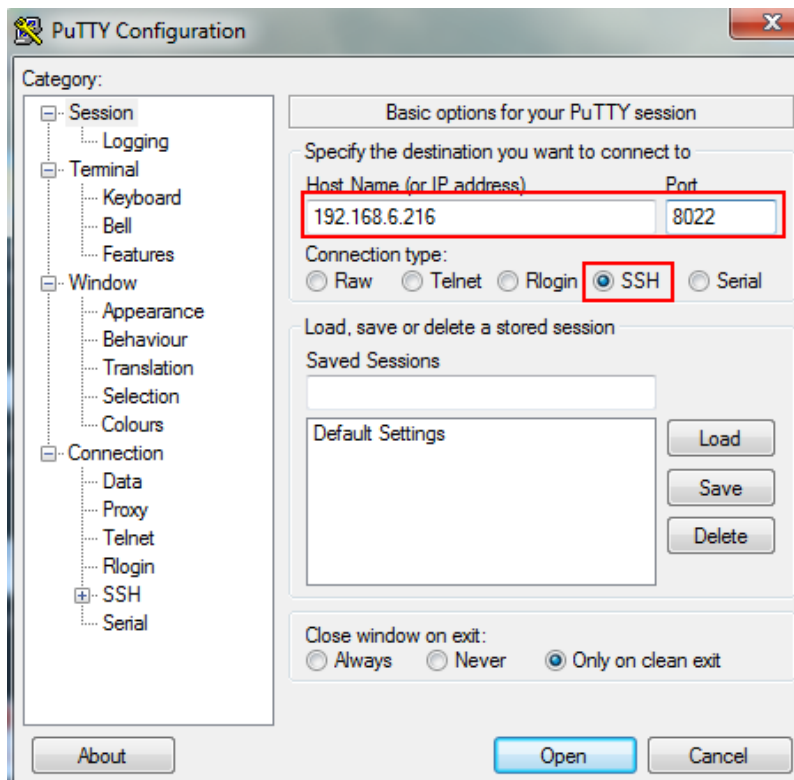 PuTTY Configuration
x
Category:
Session
Logging
Terminal
Keyboard
Bell
Features
Window
Appearance
Behaviour
Translation
Selection
Colours
Connection
Data
Proxy
Telnet
Rlogin
SSH
Serial
Basic options for your PuTTY session
Specify the destination you want to connect to
Host Name (or IP address) Port
192.168.6.216 8022
Connection type:
Raw Telnet Rlogin SSH Serial
Load, save or delete a stored session
Saved Sessions
Default Settings
Load
Save
Delete
Close window on exit:
Always Never Only on clean exit
About Open Cancel